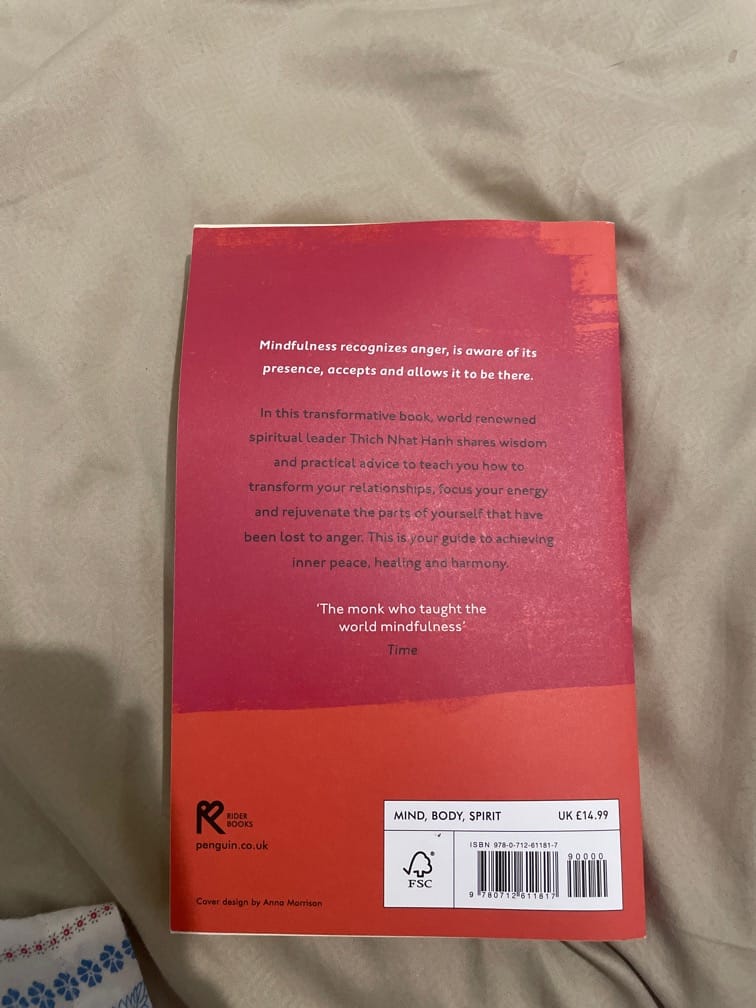 Mindfulness recognizes anger, is aware of its
presence, accepts and allows it to be there.
In this transformative book, world renowned
spiritual leader Thich Nhat Hanh shares wisdom
and practical advice to teach you how to
transform your relationships, focus your energy
and rejuvenate the parts of yourself that have
been lost to anger. This is your guide to achieving
inner peace, healing and harmony.
‘The monk who taught the
world mindfulness’
Time
RIDER
BOOKS
penguin.co.uk
Cover design by Anna Morrison
MIND, BODY, SPIRIT UK £14.99
FSC
ISBN 978-0-712-61181-7
90000
9 780712 611817